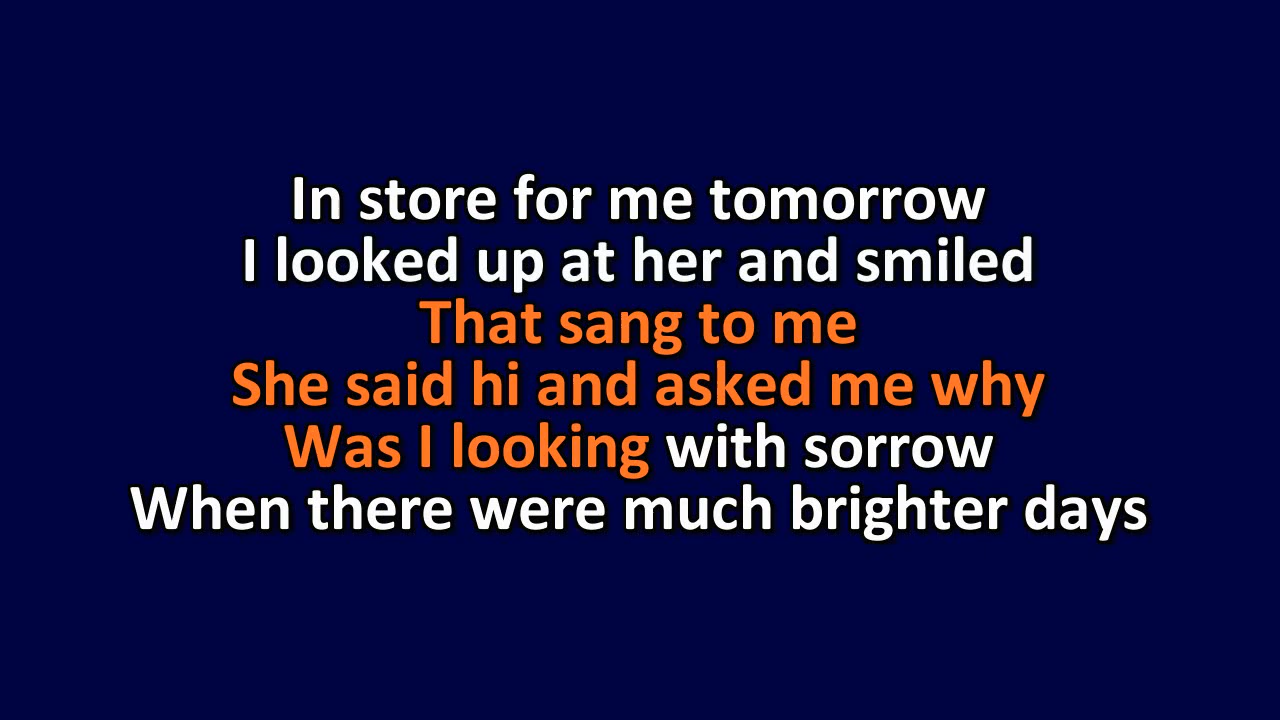 In store for me tomorrow
I looked up at her and smiled
That sang to me
She said hi and asked me why
Was I looking with sorrow
When there were much brighter days